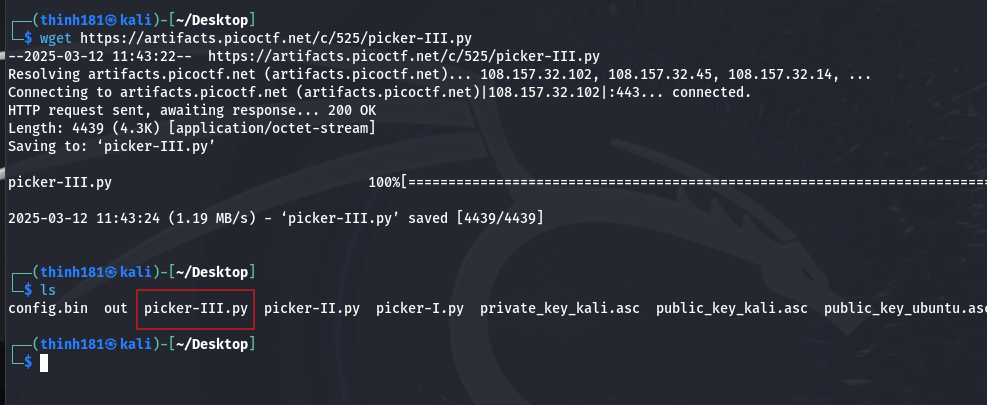 ┌──(thinh181㉿kali)-[~/Desktop]
└─$ wget https://artifacts.picoctf.net/c/525/picker-III.py
--2025-03-12 11:43:22--  https://artifacts.picoctf.net/c/525/picker-III.py
Resolving artifacts.picoctf.net (artifacts.picoctf.net)... 108.157.32.102, 108.157.32.45, 108.157.32.14, ...
Connecting to artifacts.picoctf.net (artifacts.picoctf.net)|108.157.32.102|:443... connected.
HTTP request sent, awaiting response... 200 OK
Length: 4439 (4.3K) [application/octet-stream]
Saving to: ‘picker-III.py’
picker-III.py 100%[=======================================================================
2025-03-12 11:43:24 (1.19 MB/s) - ‘picker-III.py’ saved [4439/4439]
┌──(thinh181㉿kali)-[~/Desktop]
└─$ ls
config.bin  out  picker-III.py  picker-II.py  picker-I.py  private_key_kali.asc  public_key_kali.asc  public_key_ubuntu.asc
┌──(thinh181㉿kali)-[~/Desktop]
└─$